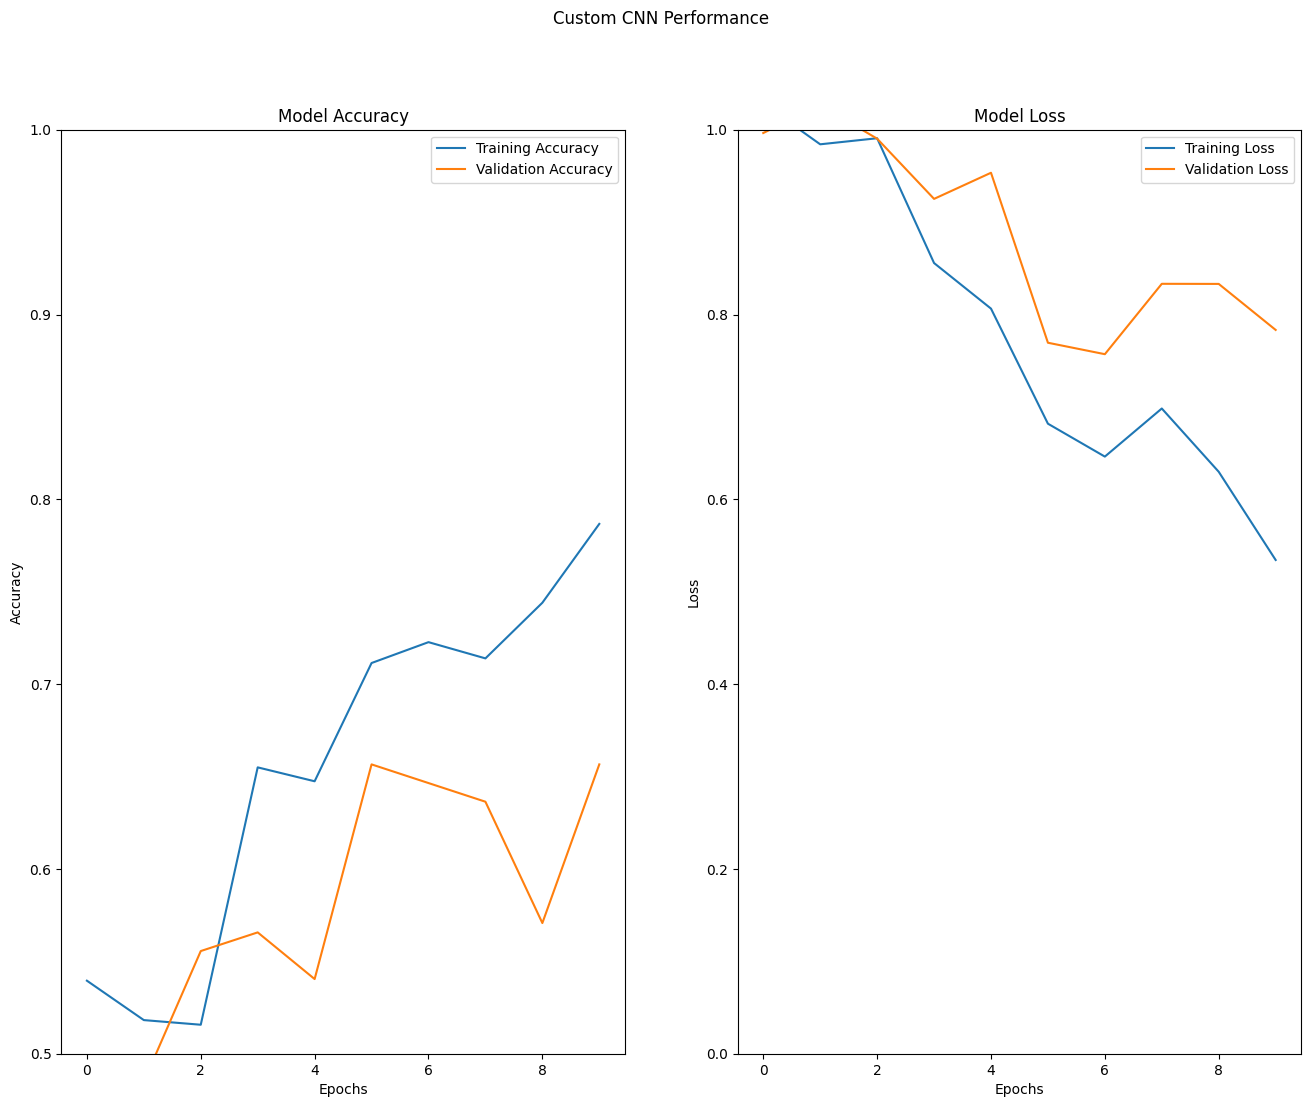 Custom CNN Performance
Model Accuracy
Training Accuracy
Validation Accuracy
1.0
0.9
0.8
0.7
0.6
0.5
Accuracy
0 2 4 6 8
Epochs
Model Loss
Training Loss
Validation Loss
1.0
0.8
0.6
0.4
0.2
0.0
Loss
0 2 4 6 8
Epochs